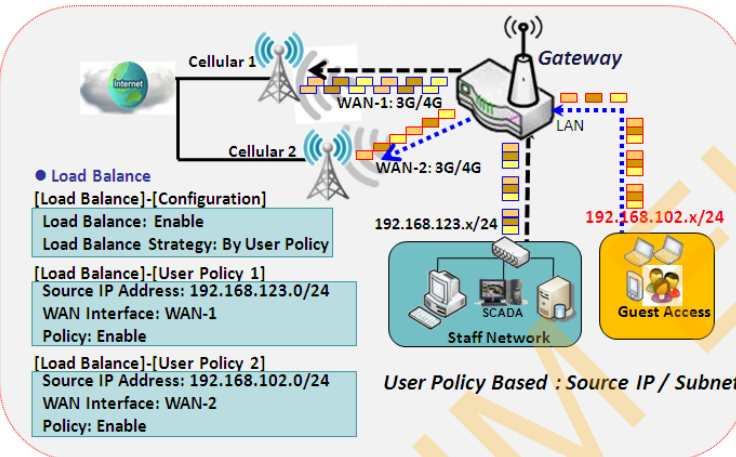 Gateway
Cellular 1
Internet
WAN-1: 3G/4G
LAN
Cellular 2
WAN-2: 3G/4G
● Load Balance
[Load Balance]-[Configuration]
Load Balance: Enable
Load Balance Strategy: By User Policy
192.168.123.x/24
192.168.102.x/24
[Load Balance]-[User Policy 1]
Source IP Address: 192.168.123.0/24
WAN Interface: WAN-1
Policy: Enable
SCADA
Staff Network
Guest Access
[Load Balance]-[User Policy 2]
Source IP Address: 192.168.102.0/24
WAN Interface: WAN-2
Policy: Enable
User Policy Based : Source IP / Subnet